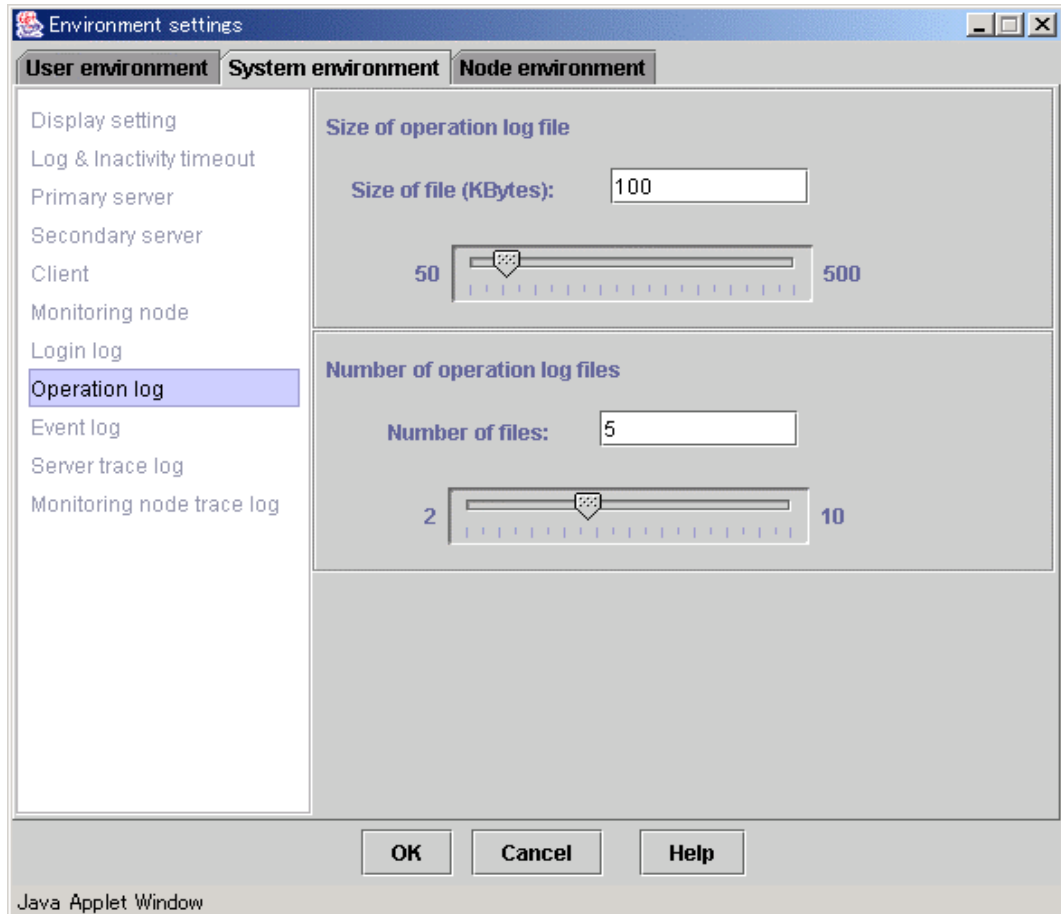 Environment settings
User environment System environment Node environment
Display setting
Log & Inactivity timeout
Primary server
Secondary server
Client
Monitoring node
Login log
Operation log
Event log
Server trace log
Monitoring node trace log
Size of operation log file
Size of file (KBytes): 100
50 500
Number of operation log files
Number of files: 5
2 10
OK Cancel Help
Java Applet Window